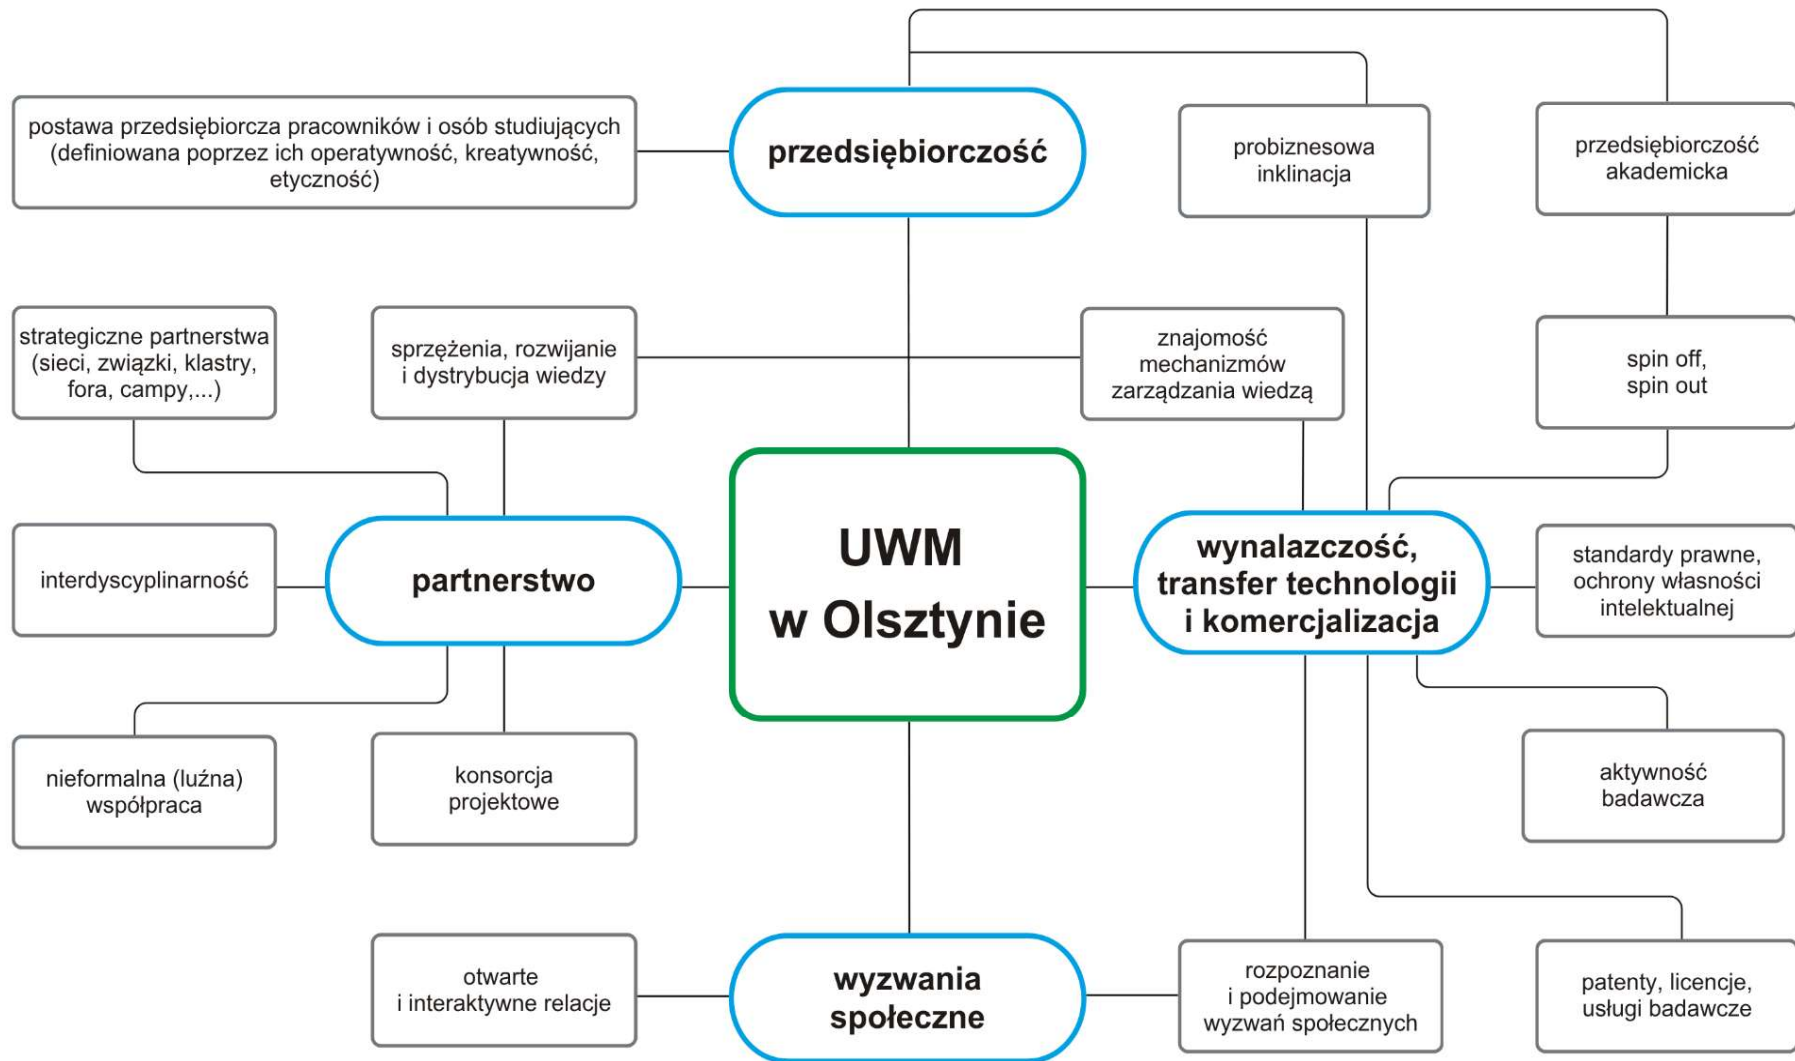 postawa przedsiębiorcza pracowników i osób studiujących
(definiowana poprzez ich operatywność, kreatywność,
etyczność)
przedsiębiorczość
probiznesowa
inklinacja
przedsiębiorczość
akademicka
strategiczne partnerstwa
(sieci, związki, klastry,
fora, campy,...)
sprzężenia, rozwijanie
i dystrybucja wiedzy
znajomość
mechanizmów
zarządzania wiedzą
spin off,
spin out
interdyscyplinarność
partnerstwo
UWM
w Olsztynie
wynalazczość,
transfer technologii
i komercjalizacja
standardy prawne,
ochrony własności
intelektualnej
nieformalna (luźna)
współpraca
konsorcja
projektowe
aktywność
badawcza
otwarte
i interaktywne relacje
wyzwania
społeczne
rozpoznanie
i podejmowanie
wyzwań społecznych
patenty, licencje,
usługi badawcze